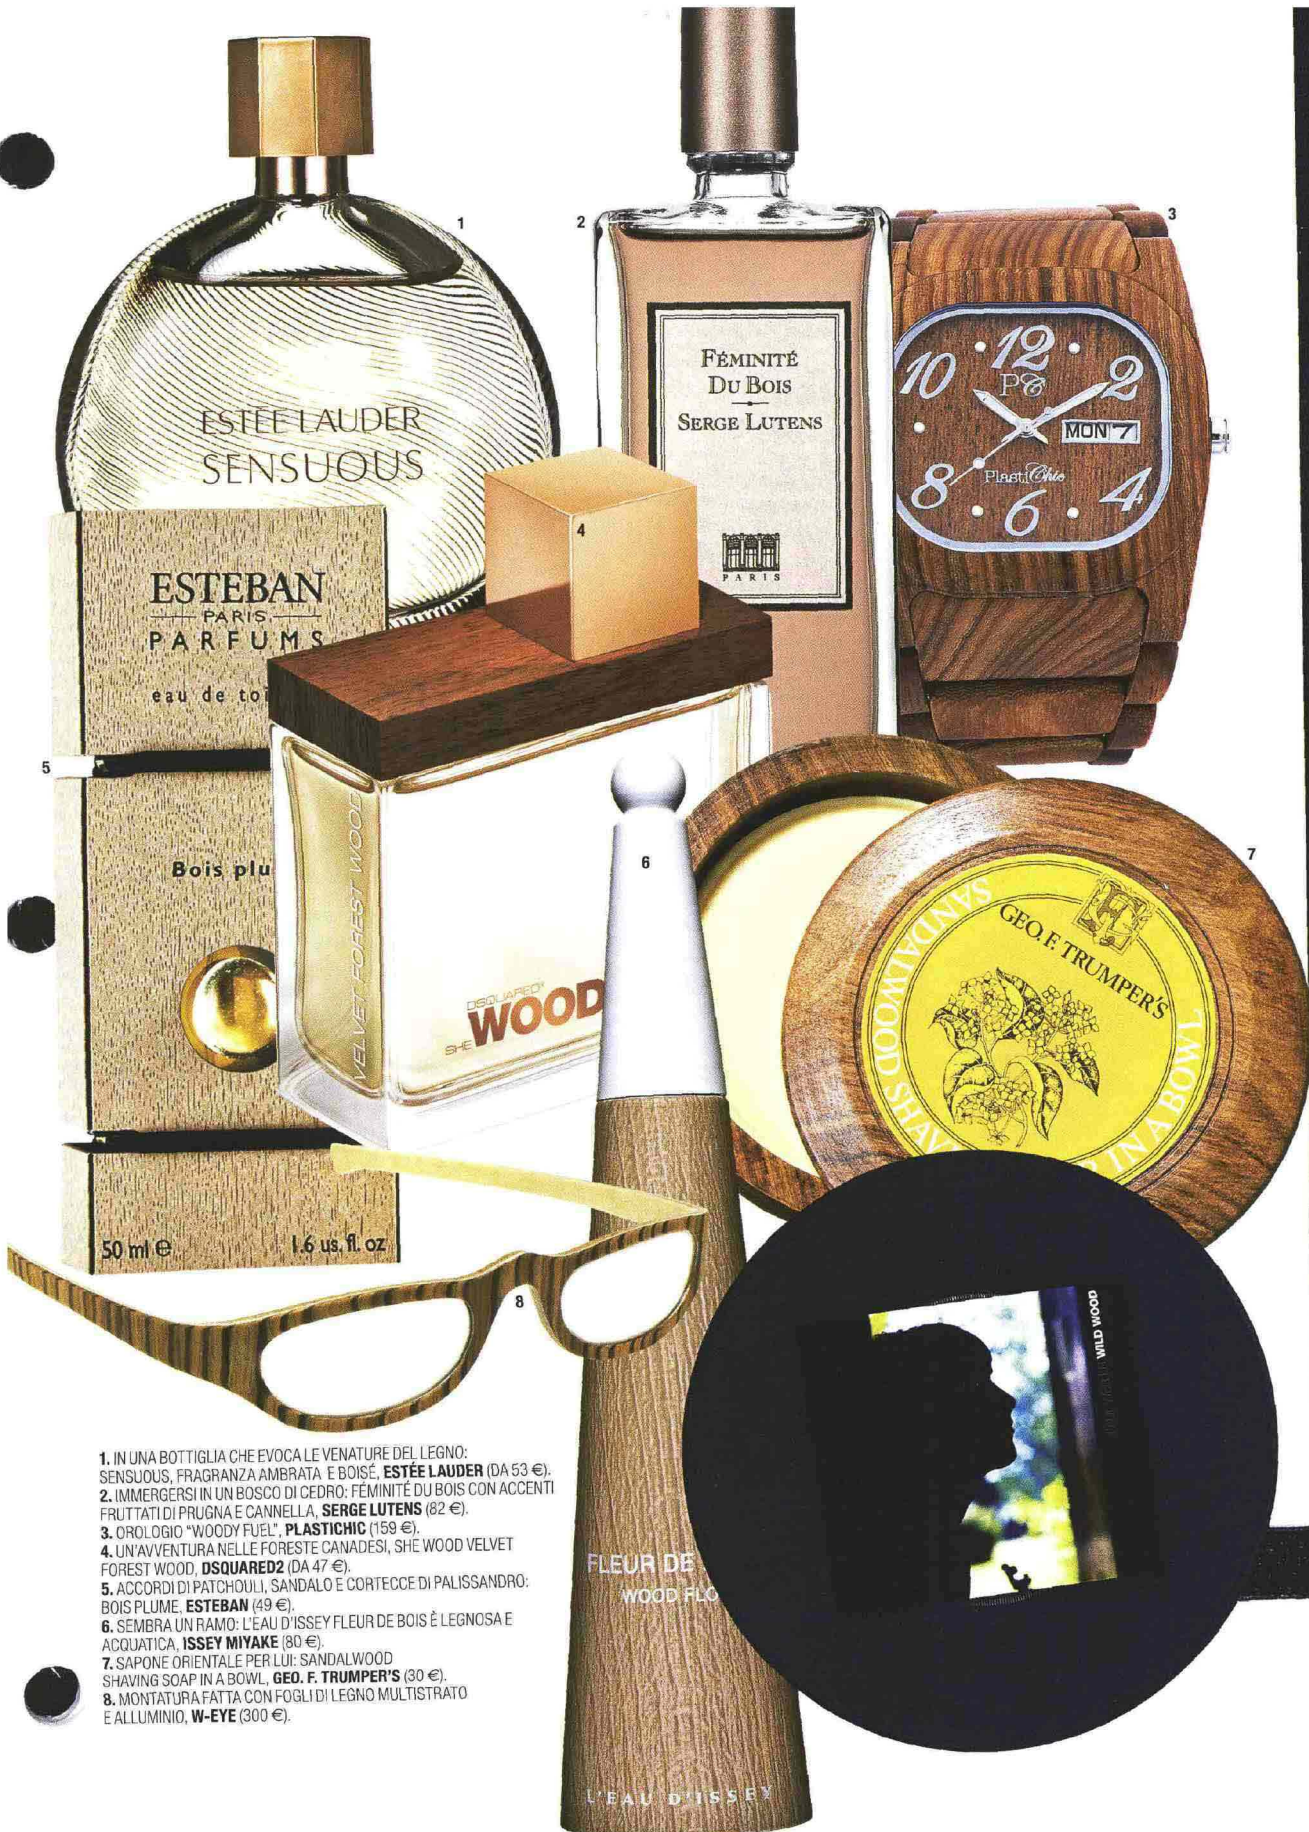 1
ESTĒE LAUDER
SENSUOUS
2
FÉMINITÉ
DU BOIS
SERGE LUTENS
PARIS
3
10 12 2
PC
MON 7
PlastiChic
8 6 4
4
ESTEBAN
PARIS
PARFUMS
eau de toi
5
Bois plu
50 ml e 1.6 us. fl. oz
VELVET FOREST WOOD
DSQUARED2
SHE WOOD
6
7
GEO. F. TRUMPER'S
SANDALWOOD SHAV IN A BOWL
8
WILD WOOD
FLEUR DE
WOOD FLO
L'EAU D'ISSEY
1. IN UNA BOTTIGLIA CHE EVOCA LE VENATURE DEL LEGNO:
SENSUOUS, FRAGRANZA AMBRATA E BOISÉ, ESTÉE LAUDER (DA 53 €).
2. IMMERGERSI IN UN BOSCO DI CEDRO: FÉMINITÉ DU BOIS CON ACCENTI
FRUTTATI DI PRUGNA E CANNELLA, SERGE LUTENS (82 €).
3. OROLOGIO "WOODY FUEL", PLASTICHIC (159 €).
4. UN'AVVENTURA NELLE FORESTE CANADESI, SHE WOOD VELVET
FOREST WOOD, DSQUARED2 (DA 47 €).
5. ACCORDI DI PATCHOULI, SANDALO E CORTECCE DI PALISSANDRO:
BOIS PLUME, ESTEBAN (49 €).
6. SEMBRA UN RAMO: L'EAU D'ISSEY FLEUR DE BOIS È LEGNOSA E
ACQUATICA, ISSEY MIYAKE (80 €).
7. SAPONE ORIENTALE PER LUI: SANDALWOOD
SHAVING SOAP IN A BOWL, GEO. F. TRUMPER'S (30 €).
8. MONTATURA FATTA CON FOGLI DI LEGNO MULTISTRATO
E ALLUMINIO, W-EYE (300 €).